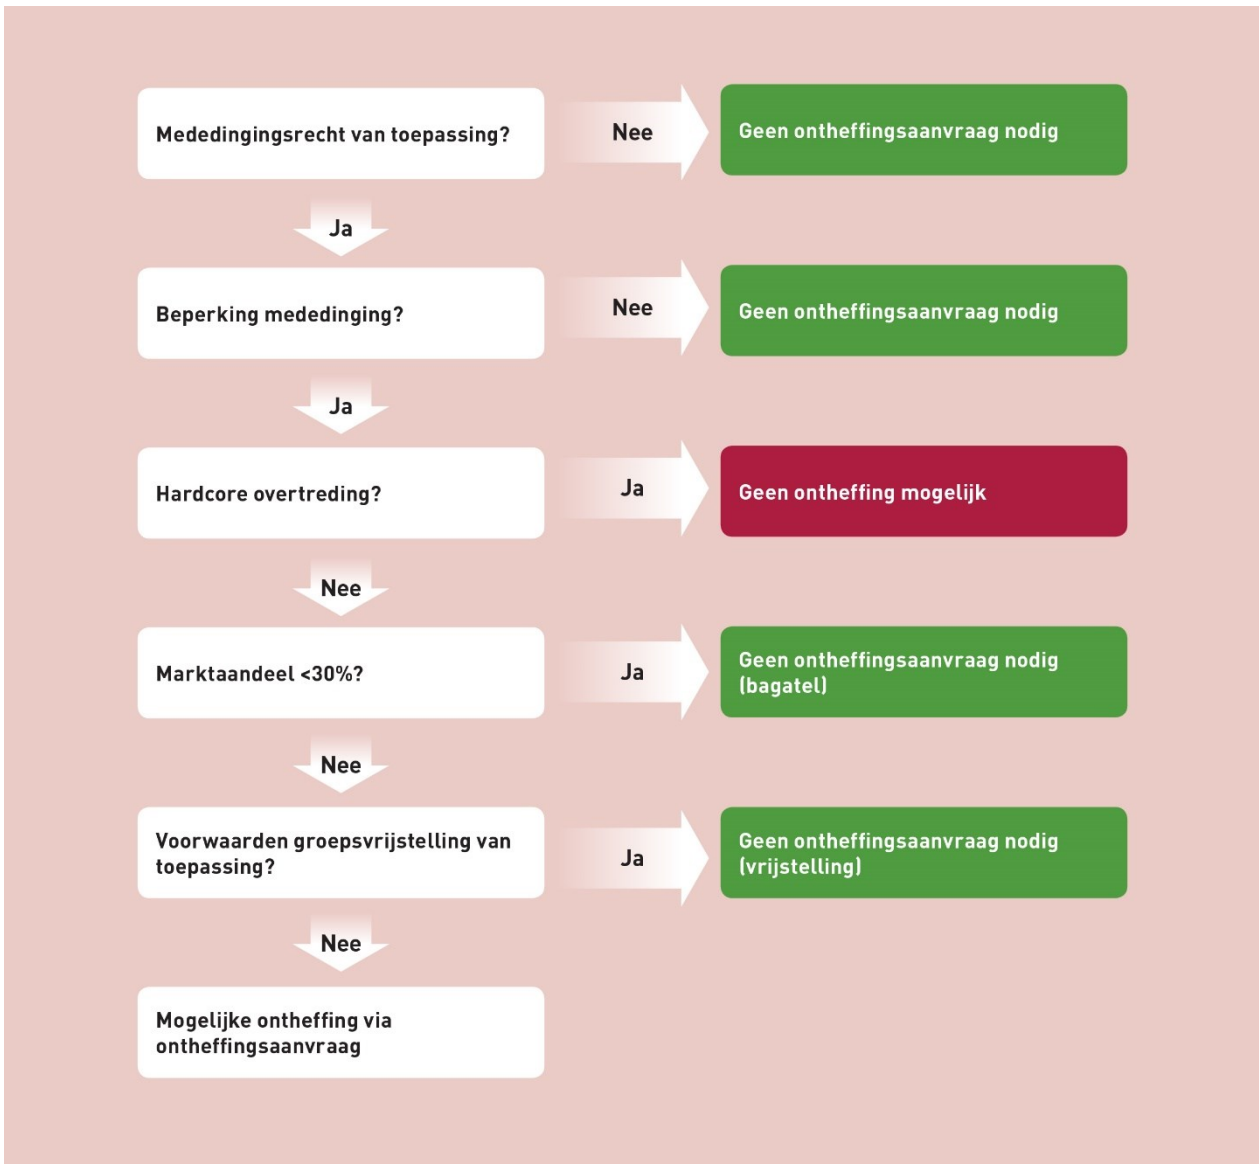 Mededingingsrecht van toepassing?
Nee
Geen ontheffingsaanvraag nodig
Ja
Beperking mededinging?
Nee
Geen ontheffingsaanvraag nodig
Ja
Hardcore overtreding?
Ja
Geen ontheffing mogelijk
Nee
Marktaandeel <30%?
Ja
Geen ontheffingsaanvraag nodig
(bagatel)
Nee
Voorwaarden groepsvrijstelling van
toepassing?
Ja
Geen ontheffingsaanvraag nodig
(vrijstelling)
Nee
Mogelijke ontheffing via
ontheffingsaanvraag